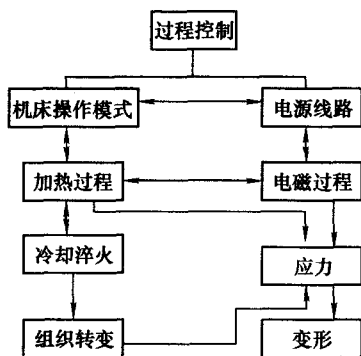 过程控制
机床操作模式
电源线路
加热过程
电磁过程
冷却淬火
应力
组织转变
变形